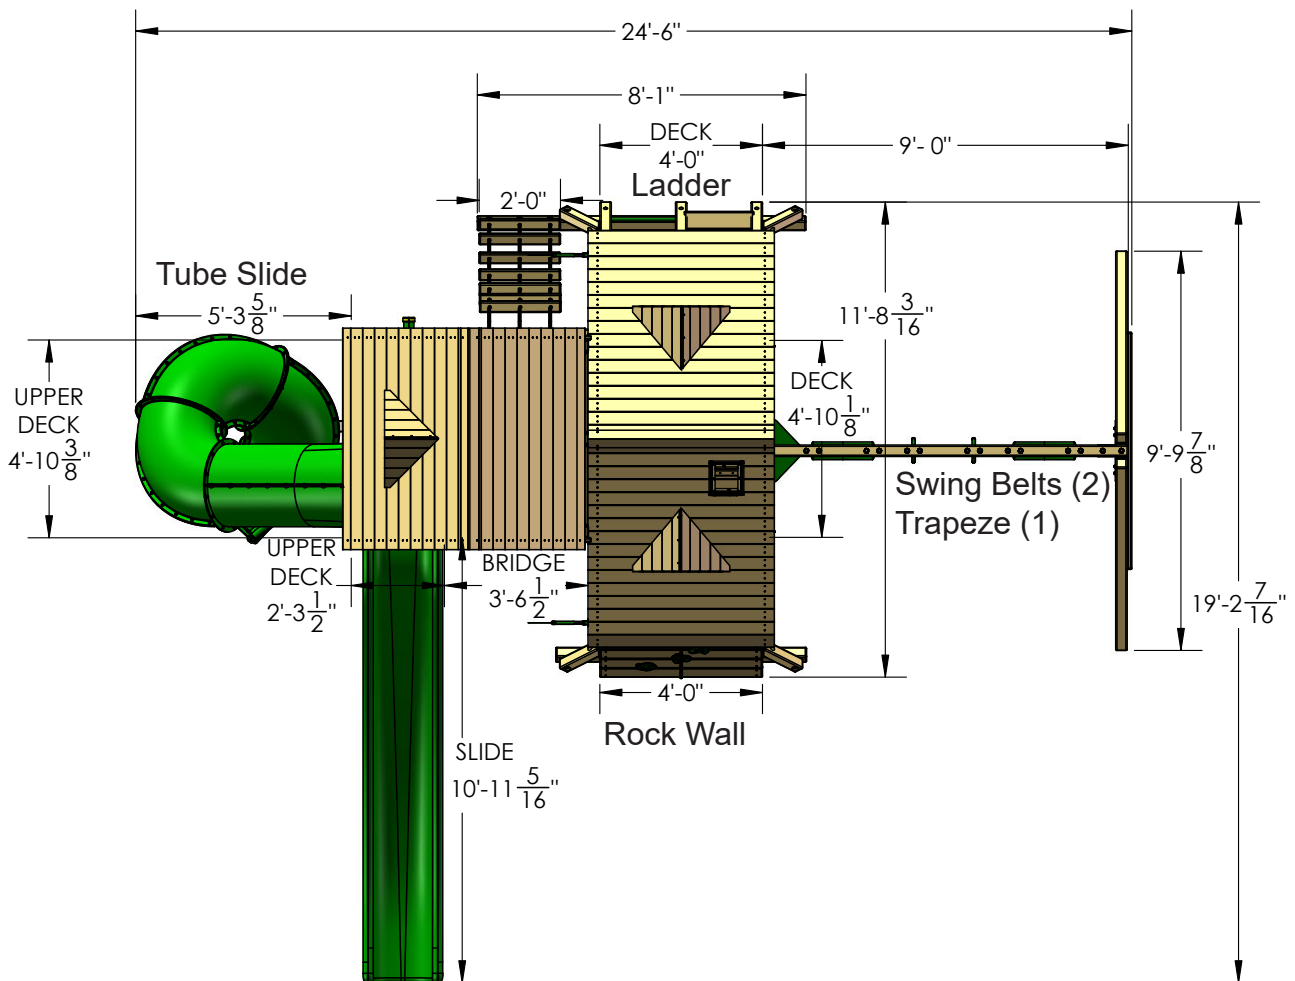 24'-6"
8'-1"
DECK
4'-0"
9'- 0"
Ladder
2'-0"
Tube Slide
5'-3 5/8"
11'-8 3/16"
UPPER
DECK
4'-10 3/8"
DECK
4'-10 1/8"
9'-9 7/8"
Swing Belts (2)
Trapeze (1)
UPPER
DECK
2'-3 1/2"
BRIDGE
3'-6 1/2"
19'-2 7/16"
4'-0"
Rock Wall
SLIDE
10'-11 5/16"